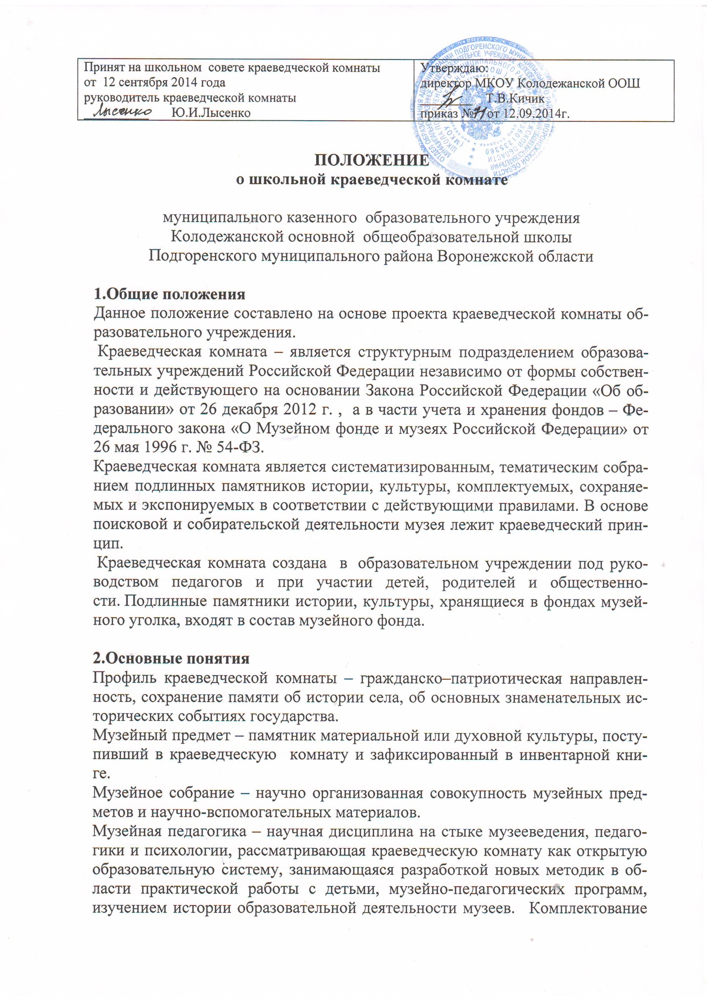 Принят на школьном совете краеведческой комнаты
от 12 сентября 2014 года
руководитель краеведческой комнаты
Лысенко Ю.И.Лысенко
Утверждаю:
директор МКОУ Колодежанской ООШ
Т.В.Кичик
приказ № от 12.09.2014г.
ПОЛОЖЕНИЕ
о школьной краеведческой комнате
муниципального казенного образовательного учреждения
Колодежанской основной общеобразовательной школы
Подгоренского муниципального района Воронежской области
1.Общие положения
Данное положение составлено на основе проекта краеведческой комнаты об-
разовательного учреждения.
Краеведческая комната – является структурным подразделением образова-
тельных учреждений Российской Федерации независимо от формы собствен-
ности и действующего на основании Закона Российской Федерации «Об об-
разовании» от 26 декабря 2012 г. , а в части учета и хранения фондов – Фе-
дерального закона «О Музейном фонде и музеях Российской Федерации» от
26 мая 1996 г. № 54-ФЗ.
Краеведческая комната является систематизированным, тематическим собра-
нием подлинных памятников истории, культуры, комплектуемых, сохраняе-
мых и экспонируемых в соответствии с действующими правилами. В основе
поисковой и собирательской деятельности музея лежит краеведческий прин-
цип.
Краеведческая комната создана в образовательном учреждении под руко-
водством педагогов и при участии детей, родителей и общественно-
сти. Подлинные памятники истории, культуры, хранящиеся в фондах музей-
ного уголка, входят в состав музейного фонда.
2.Основные понятия
Профиль краеведческой комнаты – гражданско–патриотическая направлен-
ность, сохранение памяти об истории села, об основных знаменательных ис-
торических событиях государства.
Музейный предмет – памятник материальной или духовной культуры, посту-
пивший в краеведческую комнату и зафиксированный в инвентарной кни-
ге.
Музейное собрание – научно организованная совокупность музейных пред-
метов и научно-вспомогательных материалов.
Музейная педагогика – научная дисциплина на стыке музееведения, педаго-
гики и психологии, рассматривающая краеведческую комнату как открытую
образовательную систему, занимающаяся разработкой новых методик в об-
ласти практической работы с детьми, музейно-педагогических программ,
изучением истории образовательной деятельности музеев. Комплектование